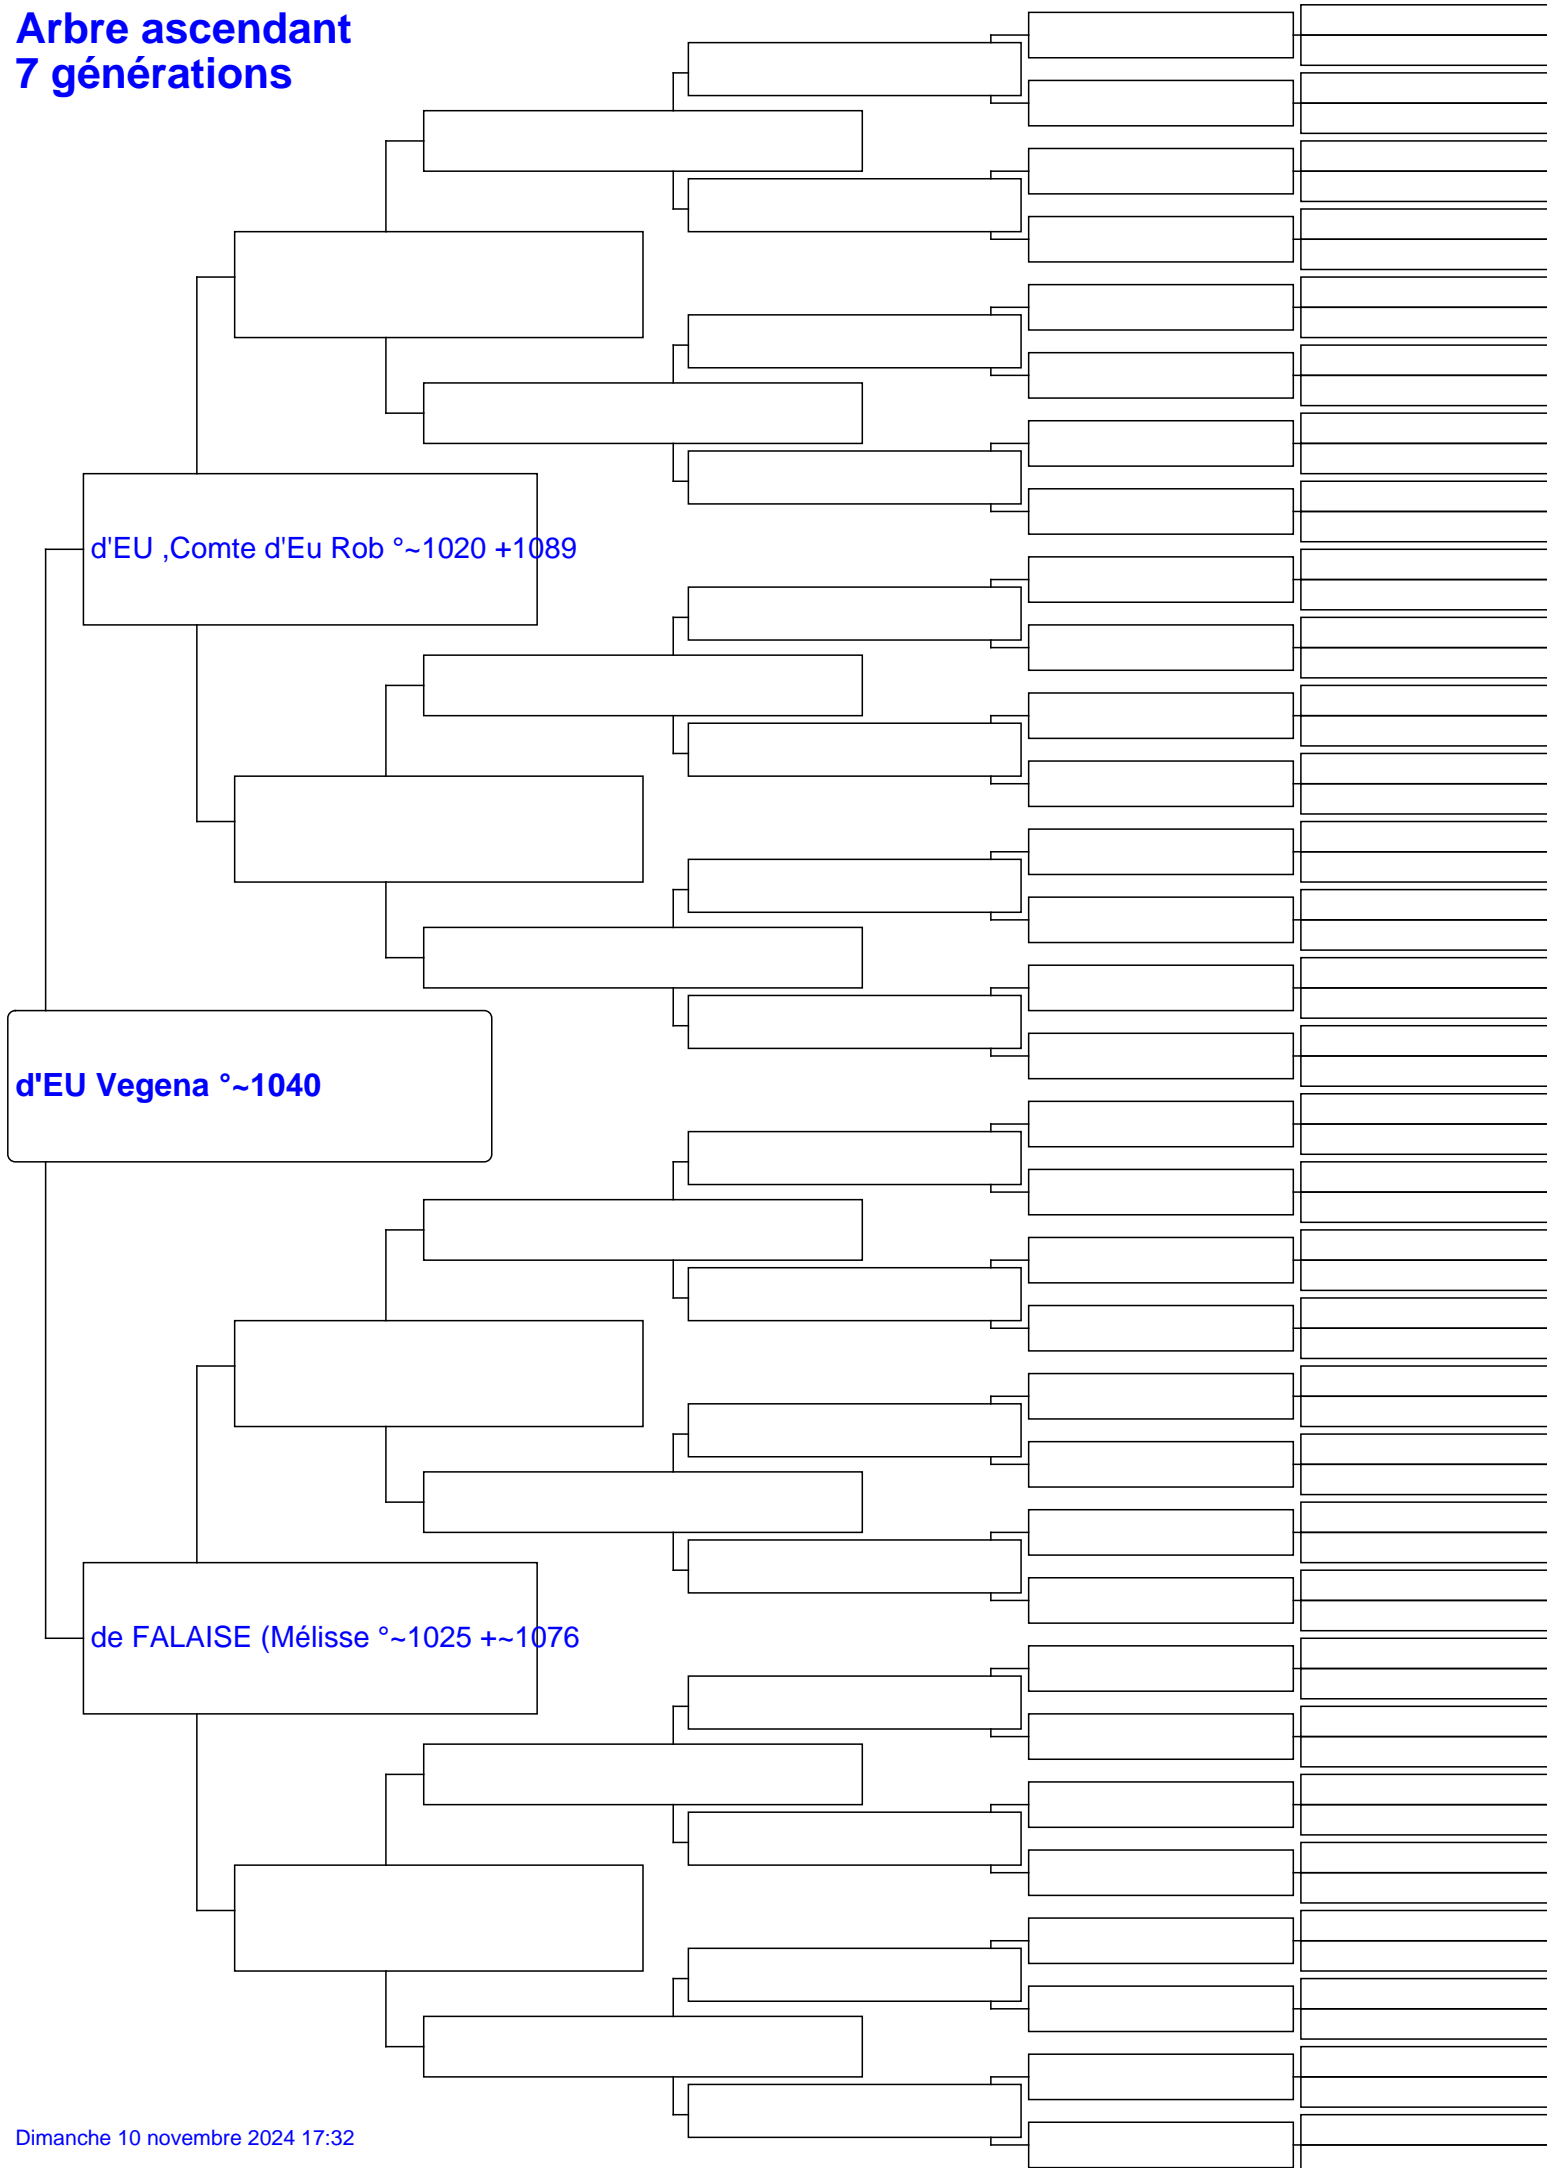 Arbre ascendant
7 générations
d'EU ,Comte d'Eu Rob °~1020 +1089
d'EU Vegena °~1040
de FALAISE (Mélisse °~1025 +~1076
Dimanche 10 novembre 2024 17:32